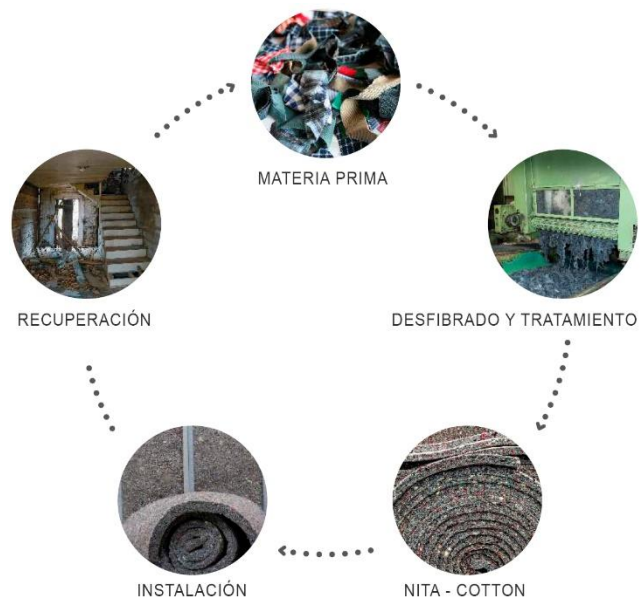 MATERIA PRIMA
RECUPERACIÓN
DESFIBRADO Y TRATAMIENTO
INSTALACIÓN
NITA - COTTON